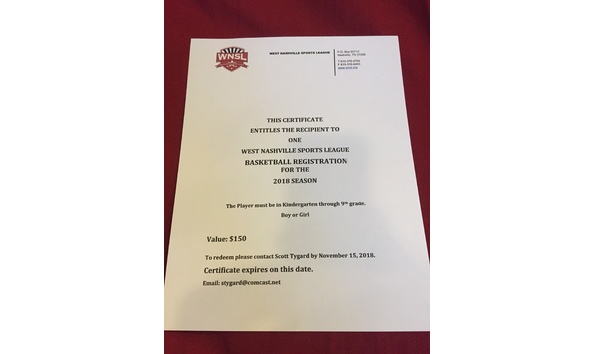 WNSL
WEST NASHVILLE SPORTS LEAGUE
THIS CERTIFICATE
ENTITLES THE RECIPIENT TO
ONE
WEST NASHVILLE SPORTS LEAGUE
BASKETBALL REGISTRATION
FOR THE
2018 SEASON
The Player must be in Kindergarten through 9th grade.
Boy or Girl
Value: $150
To redeem please contact Scott Tygard by November 15, 2018.
Certificate expires on this date.
Email: stygard@comcast.net